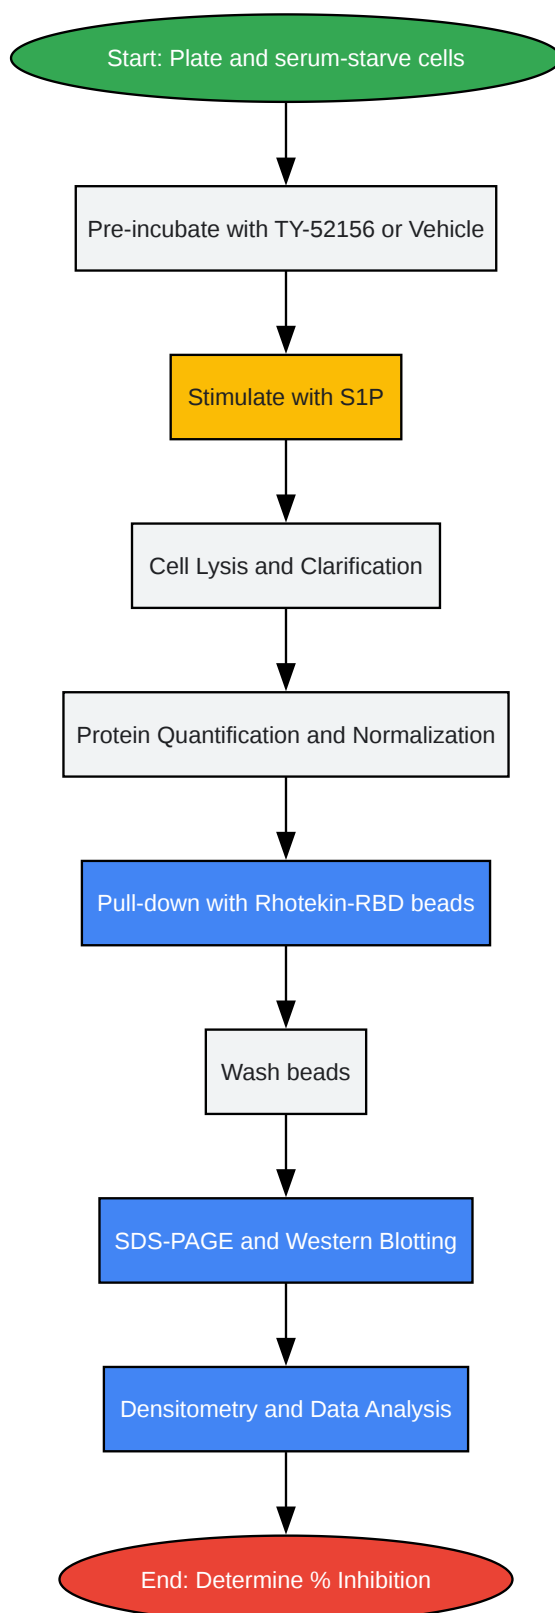 Start: Plate and serum-starve cells
Pre-incubate with TY-52156 or Vehicle
Stimulate with S1P
Cell Lysis and Clarification
Protein Quantification and Normalization
Pull-down with Rhotekin-RBD beads
Wash beads
SDS-PAGE and Western Blotting
Densitometry and Data Analysis
End: Determine % Inhibition